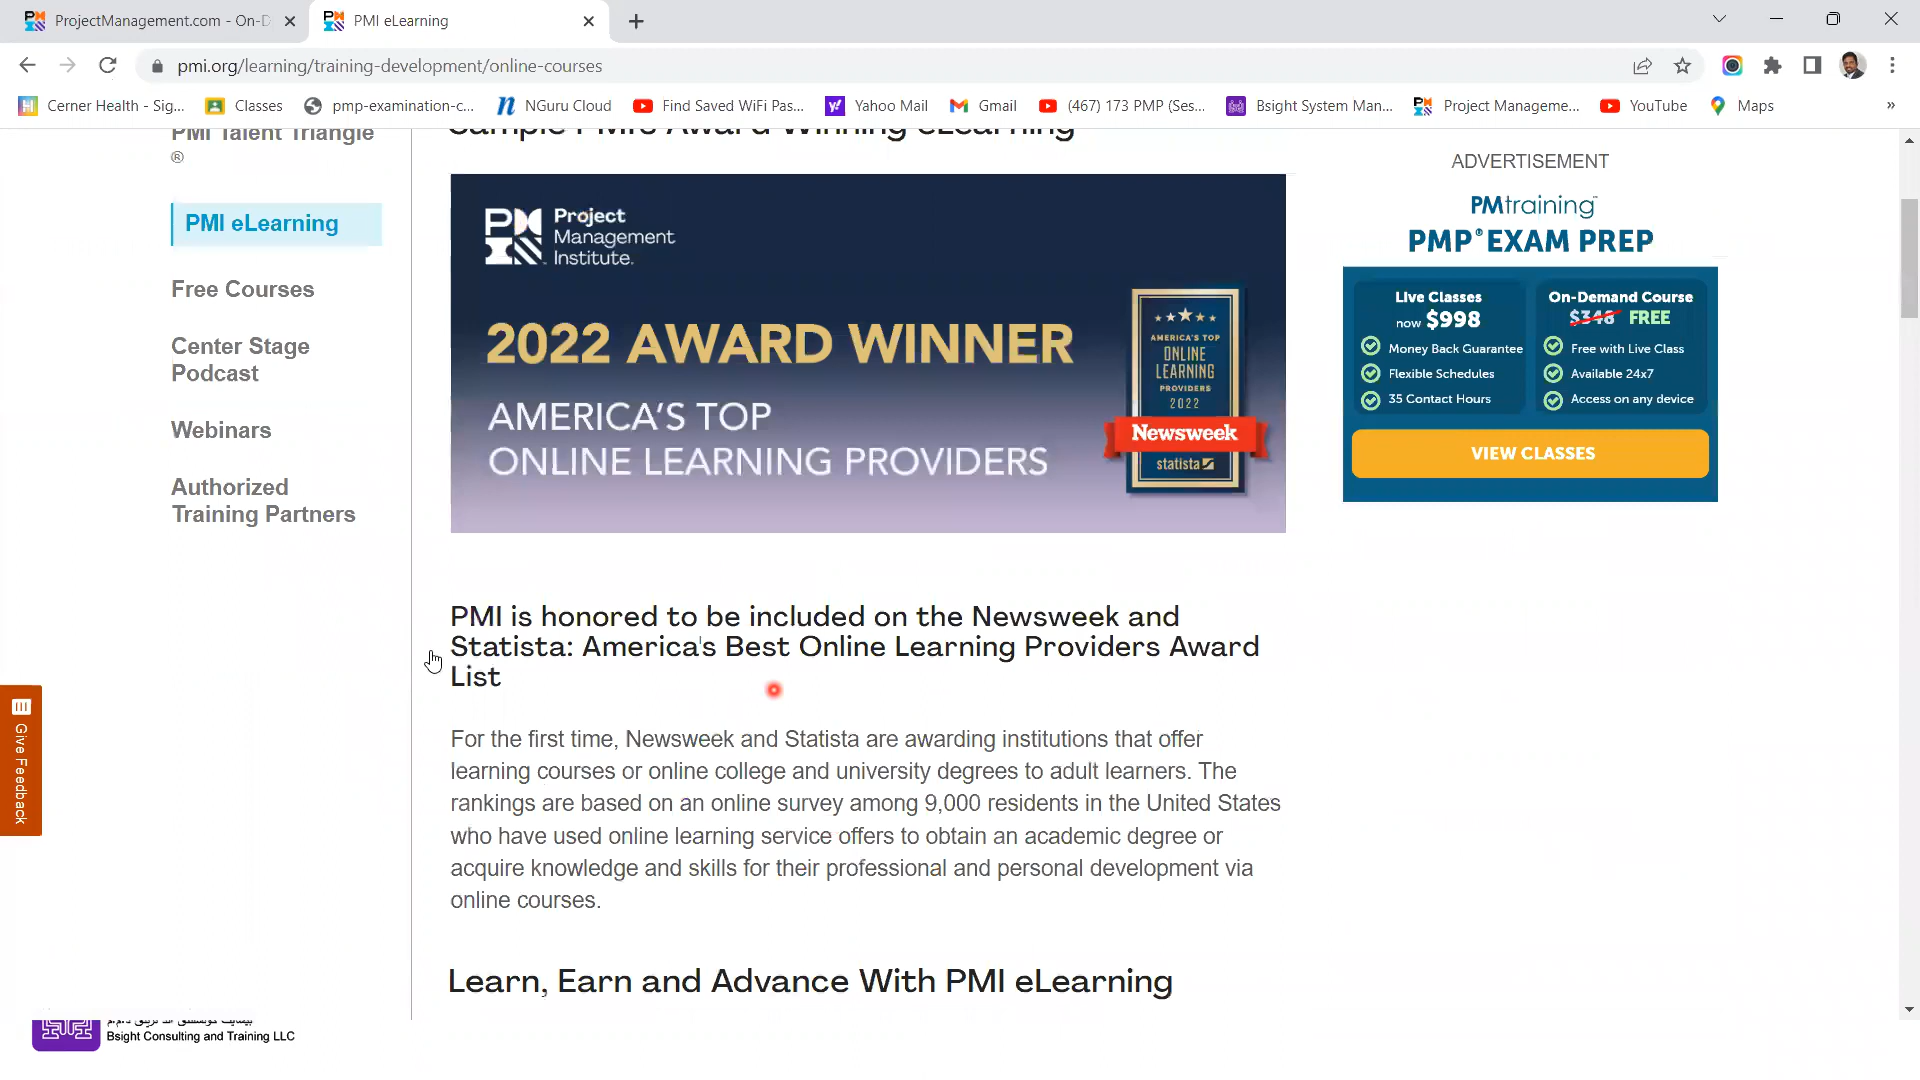 ProjectManagement.com - On-D
PMI eLearning
pmi.org/learning/training-development/online-courses
Cerner Health - Sig...
Classes
pmp-examination-c...
NGuru Cloud
Find Saved WiFi Pas...
Yahoo Mail
Gmail
(467) 173 PMP (Ses...
Bsight System Man...
Project Manageme...
YouTube
Maps
»
PMI Talent Triangle
®
PMI eLearning
Free Courses
Center Stage
Podcast
Webinars
Authorized
Training Partners
Give Feedback
Sample PMI's Award Winning eLearning
Project
Management
Institute.
2022 AWARD WINNER
AMERICA'S TOP
ONLINE LEARNING PROVIDERS
AMERICA'S TOP
ONLINE
LEARNING
PROVIDERS
2022
Newsweek
statista
PMI is honored to be included on the Newsweek and
Statista: America's Best Online Learning Providers Award
List
For the first time, Newsweek and Statista are awarding institutions that offer
learning courses or online college and university degrees to adult learners. The
rankings are based on an online survey among 9,000 residents in the United States
who have used online learning service offers to obtain an academic degree or
acquire knowledge and skills for their professional and personal development via
online courses.
Learn, Earn and Advance With PMI eLearning
ADVERTISEMENT
PMtraining™
PMP® EXAM PREP
Live Classes
now $998
Money Back Guarantee
Flexible Schedules
35 Contact Hours
On-Demand Course
$348 FREE
Free with Live Class
Available 24x7
Access on any device
VIEW CLASSES
Bsight Consulting and Training LLC